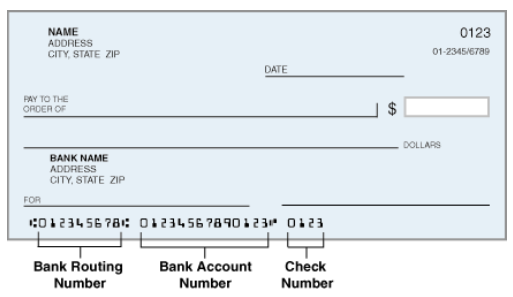 NAME
ADDRESS
CITY, STATE ZIP
0123
01-2345/6789
DATE
PAY TO THE
ORDER OF
$
DOLLARS
BANK NAME
ADDRESS
CITY, STATE ZIP
FOR
⑆012345678⑆ 01234567890123⑈ 0123
Bank Routing Number
Bank Account Number
Check Number